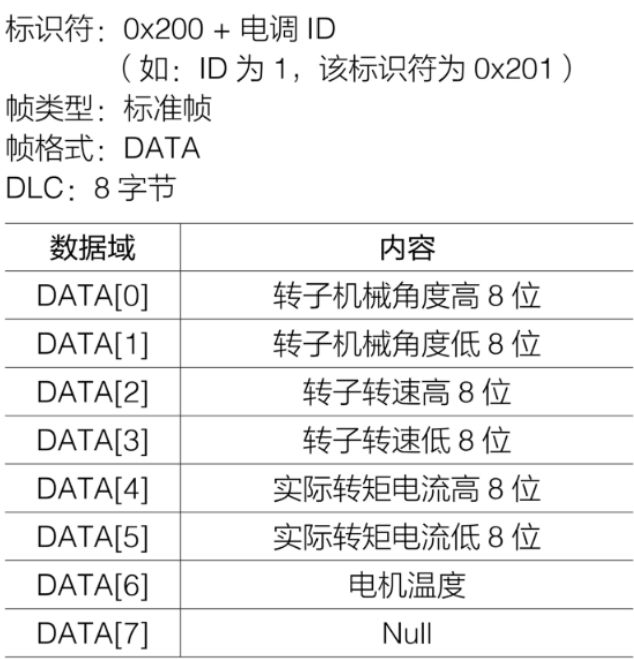 标识符：0x200 + 电调 ID
（如：ID 为 1，该标识符为 0x201）
帧类型：标准帧
帧格式：DATA
DLC：8 字节
数据域 内容
DATA[0] 转子机械角度高 8 位
DATA[1] 转子机械角度低 8 位
DATA[2] 转子转速高 8 位
DATA[3] 转子转速低 8 位
DATA[4] 实际转矩电流高 8 位
DATA[5] 实际转矩电流低 8 位
DATA[6] 电机温度
DATA[7] Null